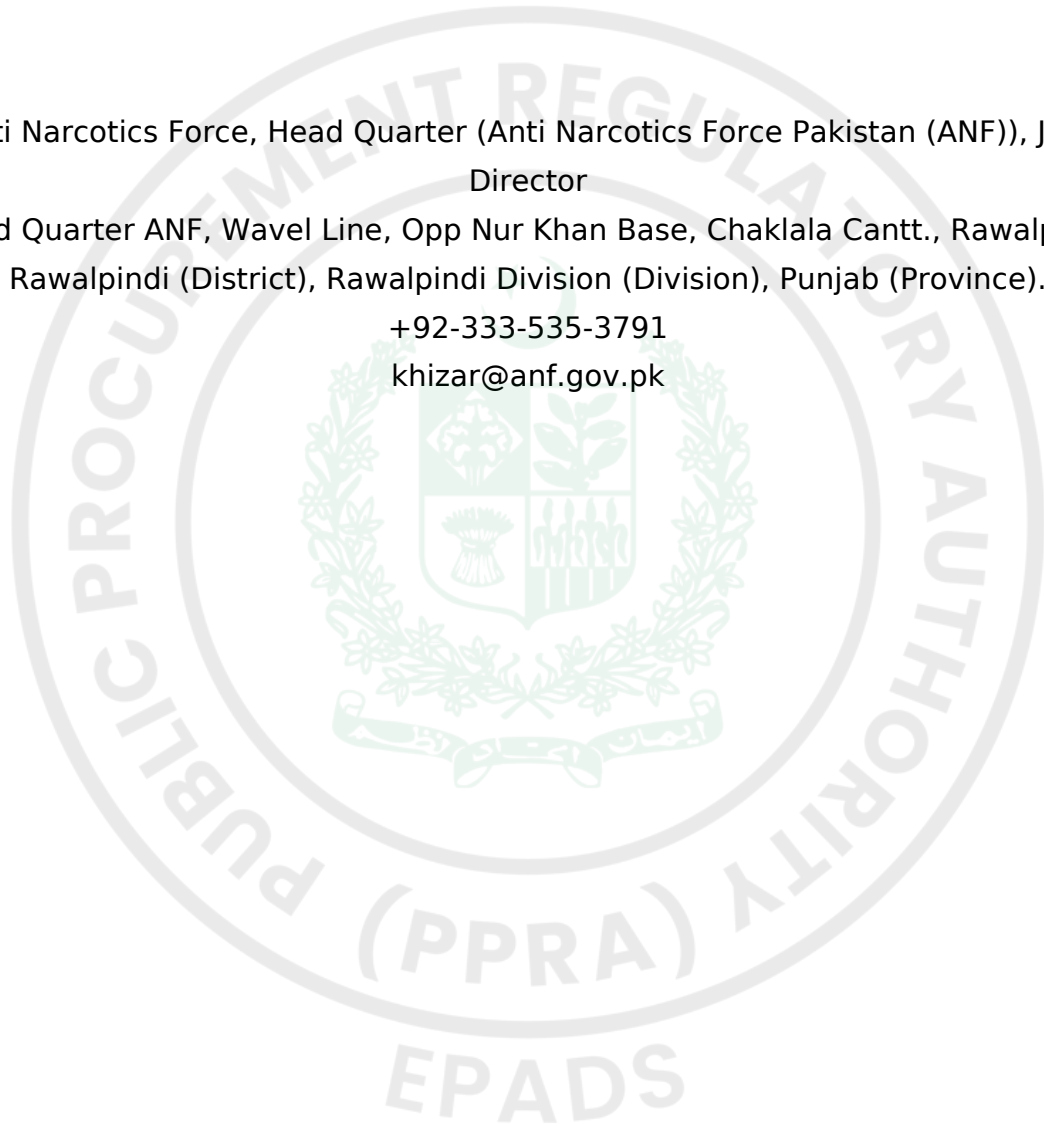 ti Narcotics Force, Head Quarter (Anti Narcotics Force Pakistan (ANF)), J
Director
d Quarter ANF, Wavel Line, Opp Nur Khan Base, Chaklala Cantt., Rawalp
Rawalpindi (District), Rawalpindi Division (Division), Punjab (Province).
+92-333-535-3791
khizar@anf.gov.pk
PUBLIC PROCUREMENT REGULATORY AUTHORITY
(PPRA)
EPADS